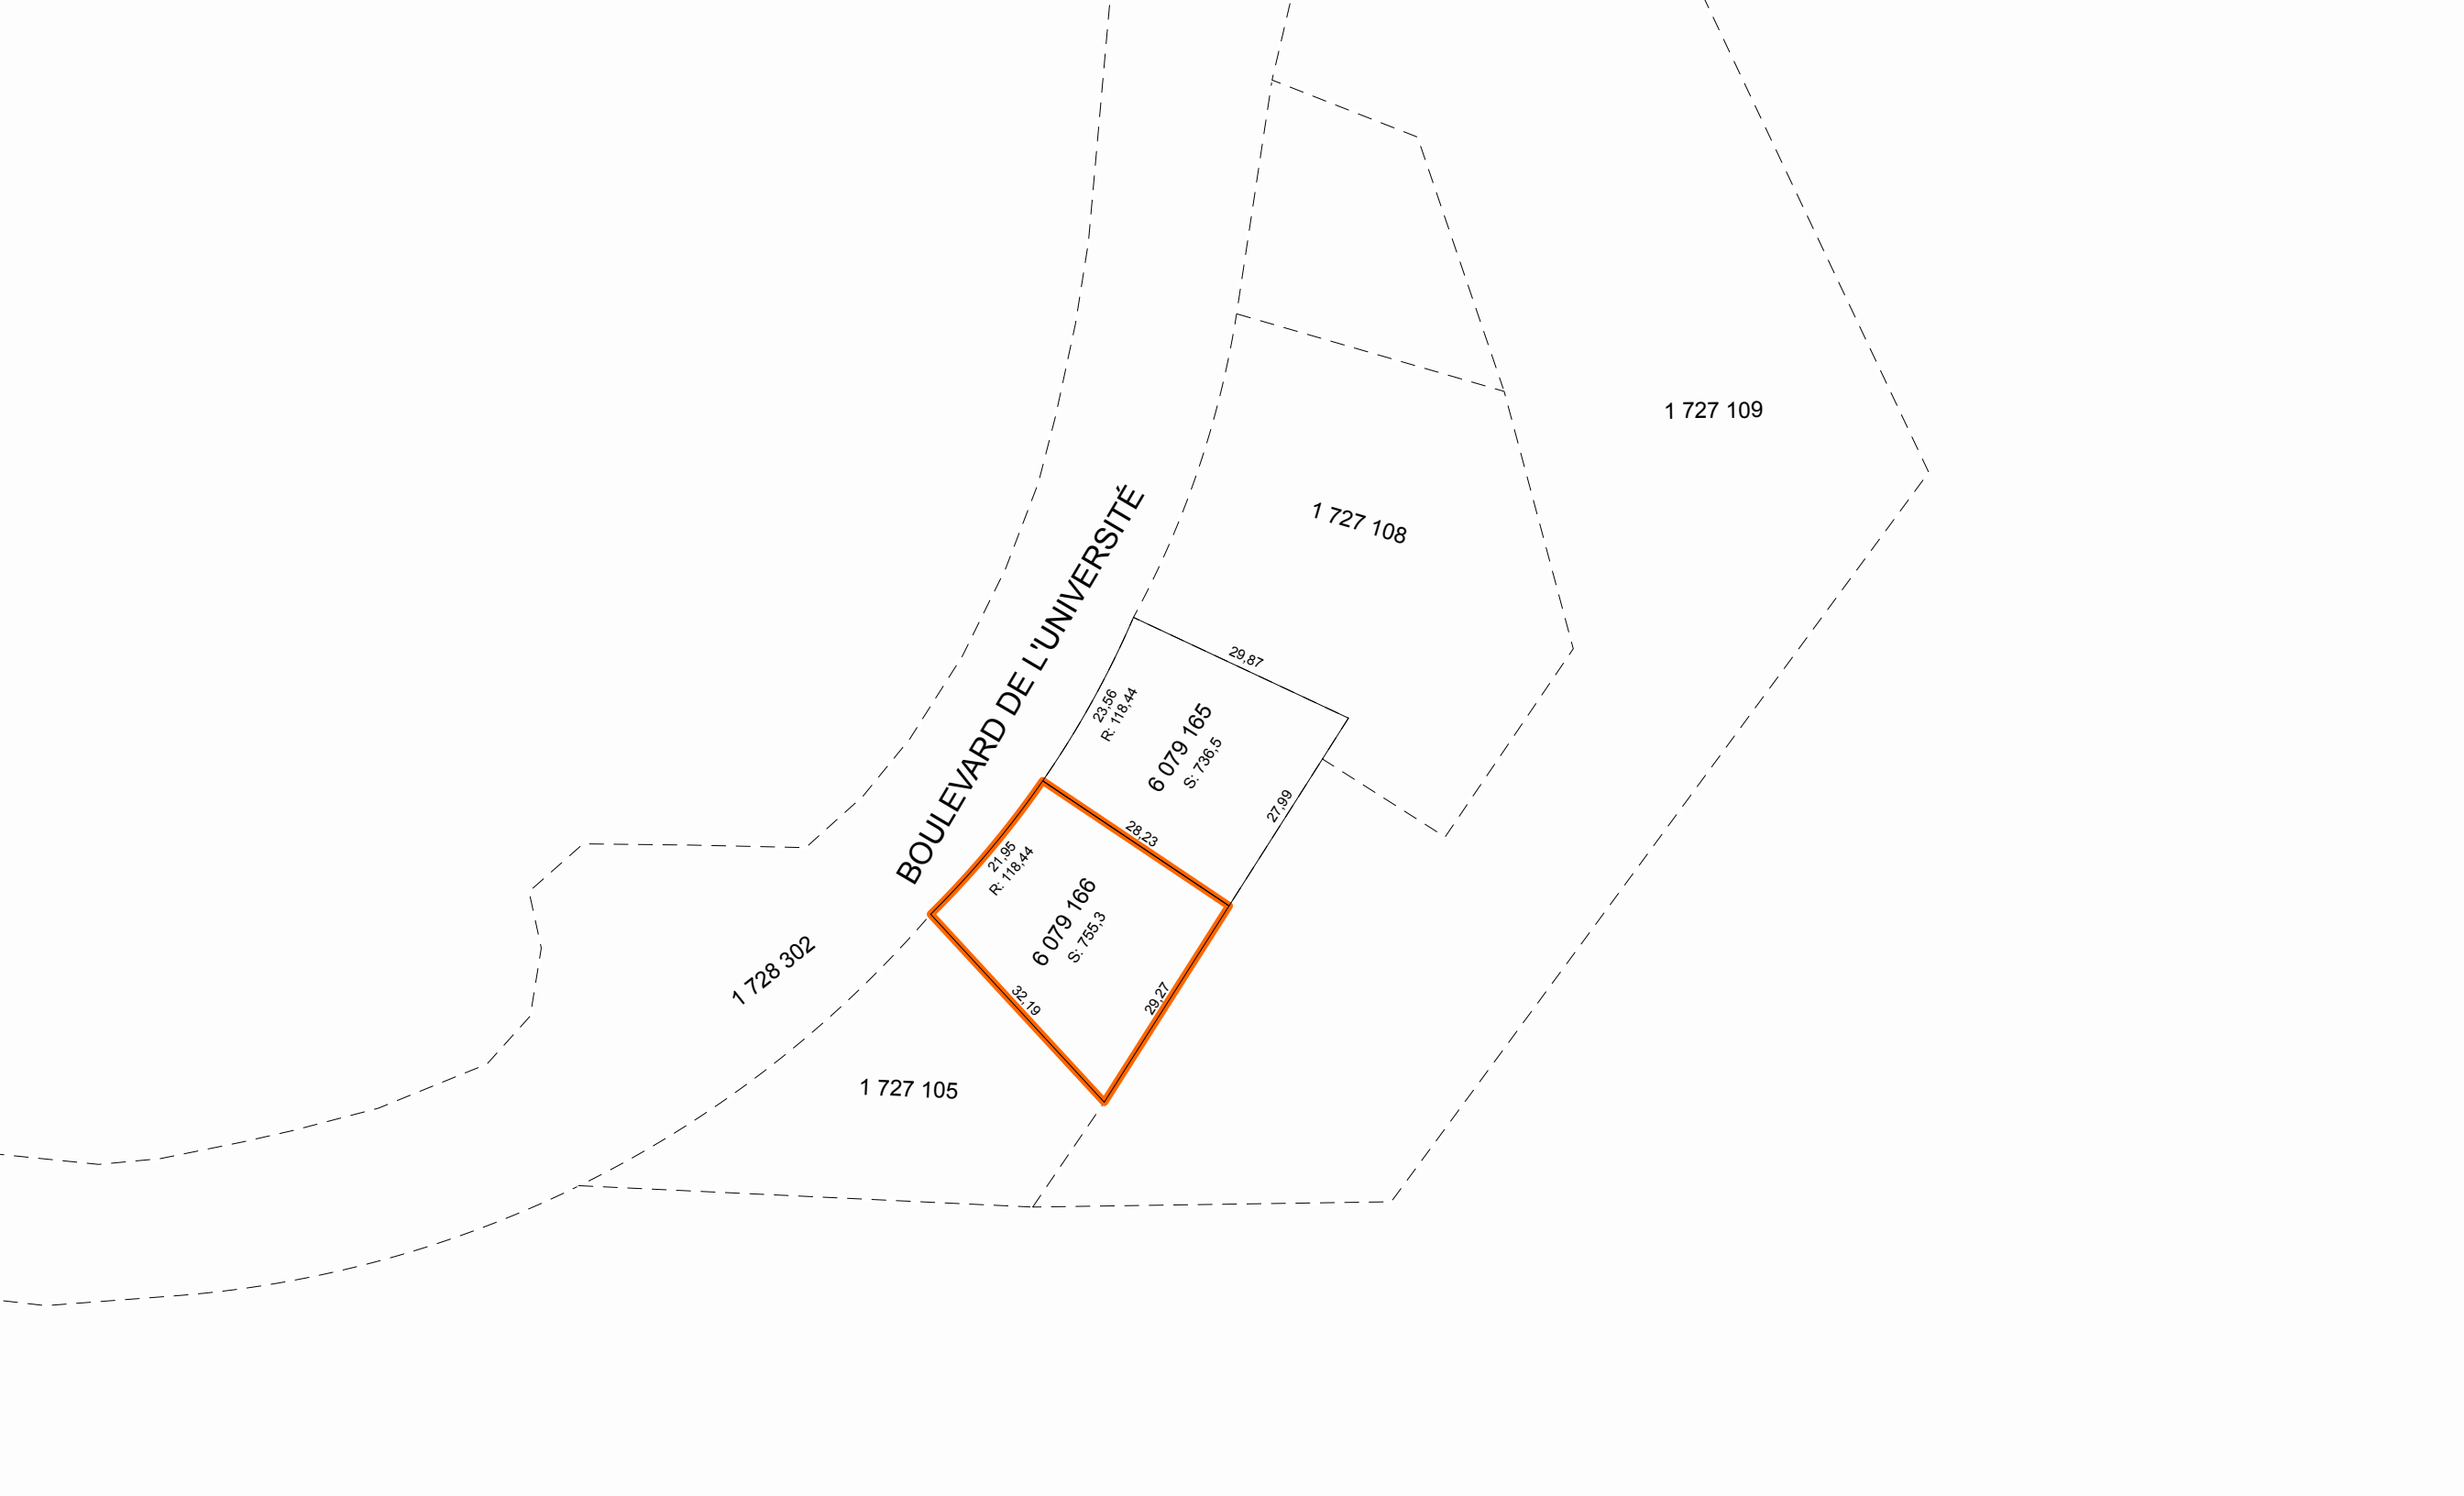 1 727 109
1 727 108
BOULEVARD DE L'UNIVERSITÉ
29,87
23,56
R: 118,44
6 079 165
S: 736,5
27,99
28,23
21,95
R: 118,44
6 079 166
S: 755,3
1 728 302
32,19
29,27
1 727 105